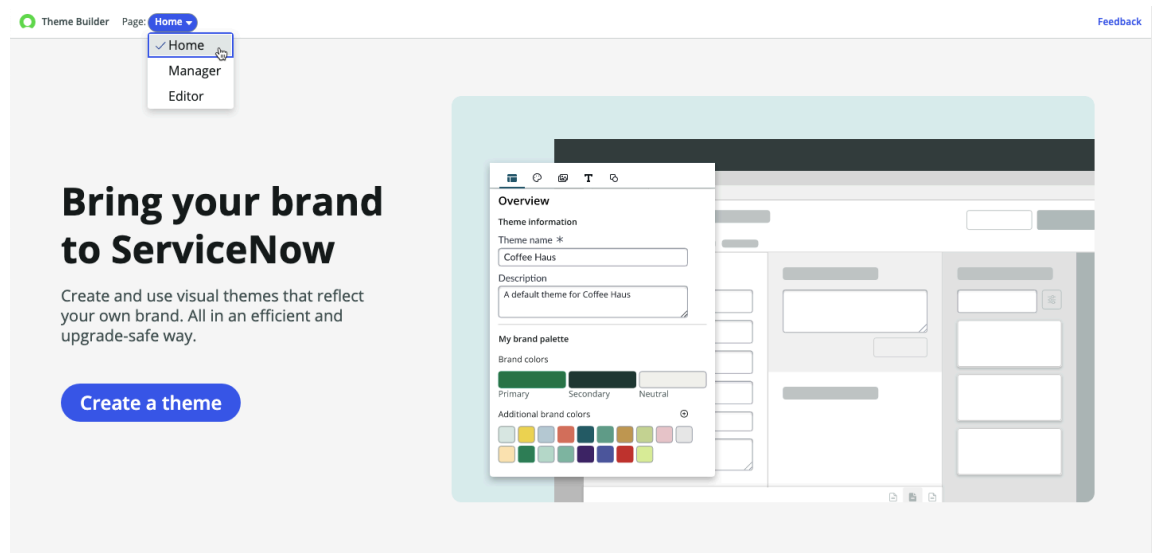 Theme Builder Page: Home Feedback
Home
Manager
Editor
Bring your brand
to ServiceNow
Create and use visual themes that reflect
your own brand. All in an efficient and
upgrade-safe way.
Create a theme
Overview
Theme information
Theme name *
Coffee Haus
Description
A default theme for Coffee Haus
My brand palette
Brand colors
Primary Secondary Neutral
Additional brand colors